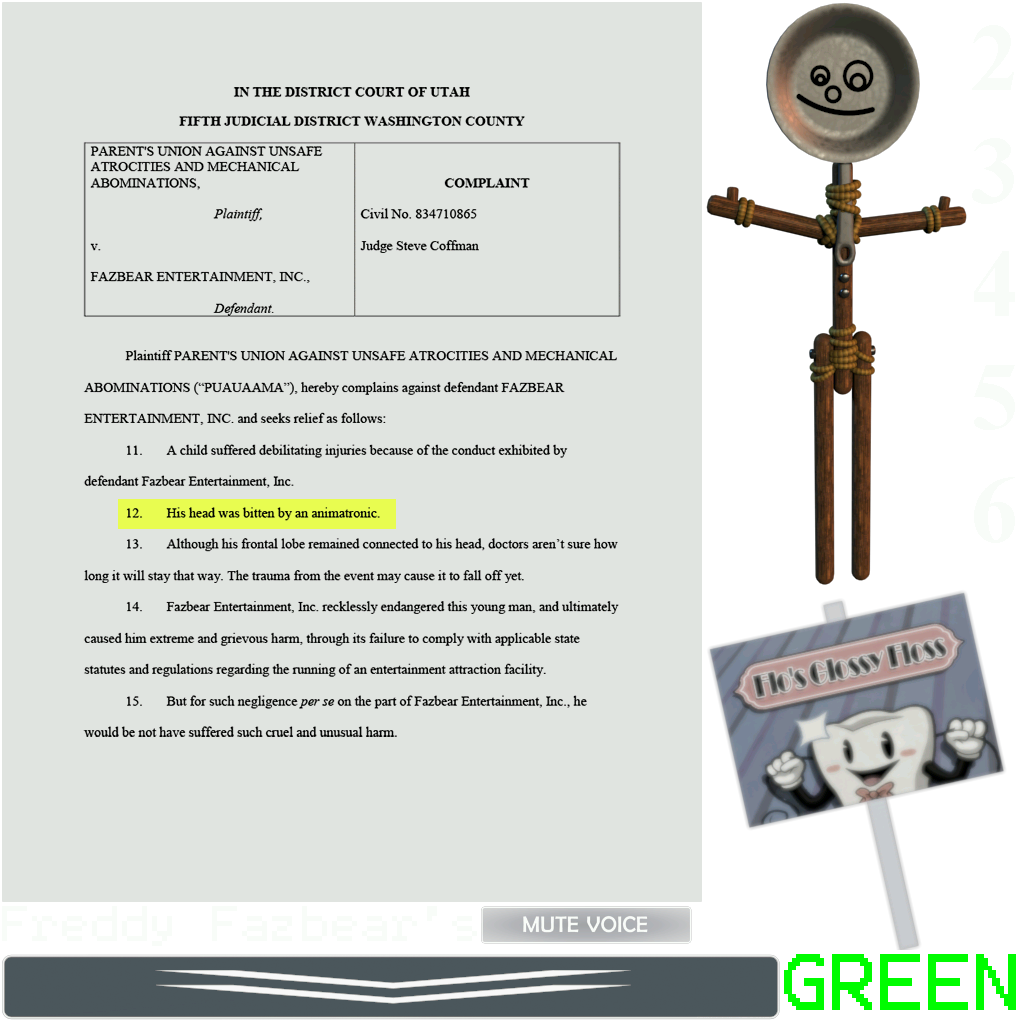 IN THE DISTRICT COURT OF UTAH
FIFTH JUDICIAL DISTRICT WASHINGTON COUNTY
PARENT'S UNION AGAINST UNSAFE
ATROCITIES AND MECHANICAL
ABOMINATIONS,
Plaintiff,
v.
FAZBEAR ENTERTAINMENT, INC.,
Defendant.
COMPLAINT
Civil No. 834710865
Judge Steve Coffman
Plaintiff PARENT'S UNION AGAINST UNSAFE ATROCITIES AND MECHANICAL
ABOMINATIONS (“PUAUAAMA”), hereby complains against defendant FAZBEAR
ENTERTAINMENT, INC. and seeks relief as follows:
11. A child suffered debilitating injuries because of the conduct exhibited by
defendant Fazbear Entertainment, Inc.
12. His head was bitten by an animatronic.
13. Although his frontal lobe remained connected to his head, doctors aren’t sure how
long it will stay that way. The trauma from the event may cause it to fall off yet.
14. Fazbear Entertainment, Inc. recklessly endangered this young man, and ultimately
caused him extreme and grievous harm, through its failure to comply with applicable state
statutes and regulations regarding the running of an entertainment attraction facility.
15. But for such negligence per se on the part of Fazbear Entertainment, Inc., he
would be not have suffered such cruel and unusual harm.
2
3
4
5
6
Flo's Glossy Floss
Freddy Fazbear's
MUTE VOICE
GREEN